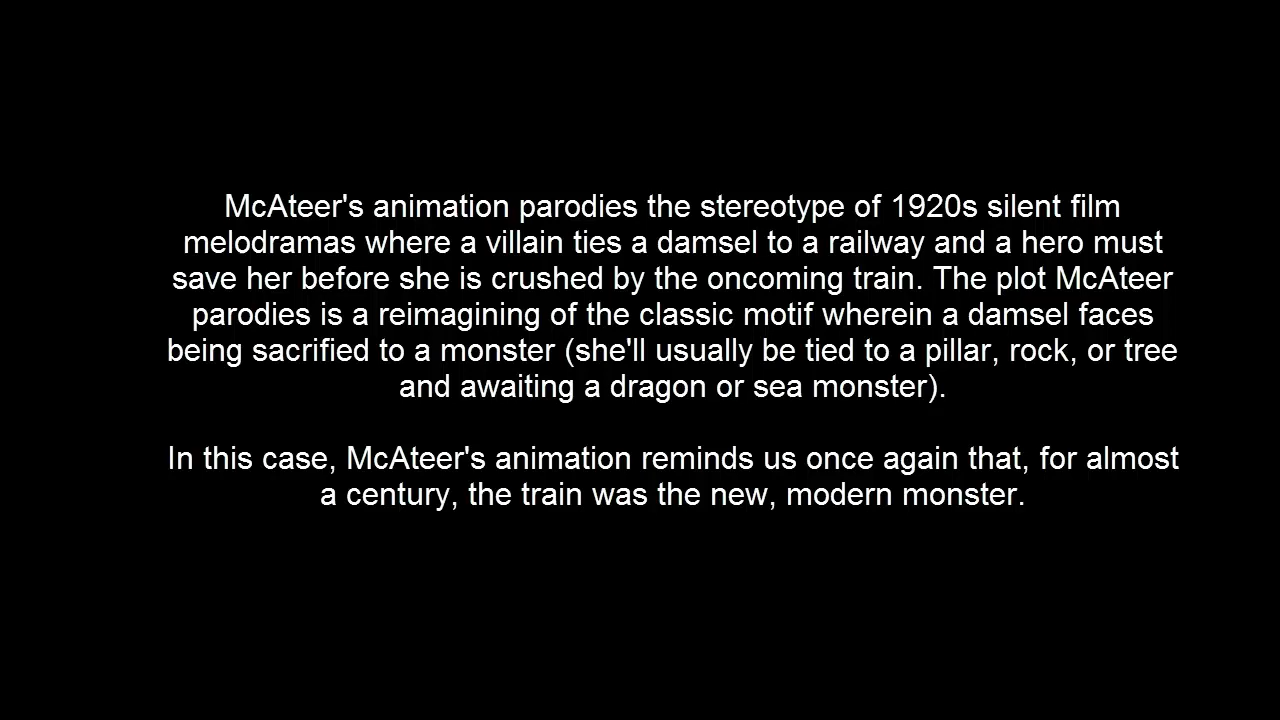 McAteer's animation parodies the stereotype of 1920s silent film
melodramas where a villain ties a damsel to a railway and a hero must
save her before she is crushed by the oncoming train. The plot McAteer
parodies is a reimagining of the classic motif wherein a damsel faces
being sacrified to a monster (she'll usually be tied to a pillar, rock, or tree
and awaiting a dragon or sea monster).
In this case, McAteer's animation reminds us once again that, for almost
a century, the train was the new, modern monster.